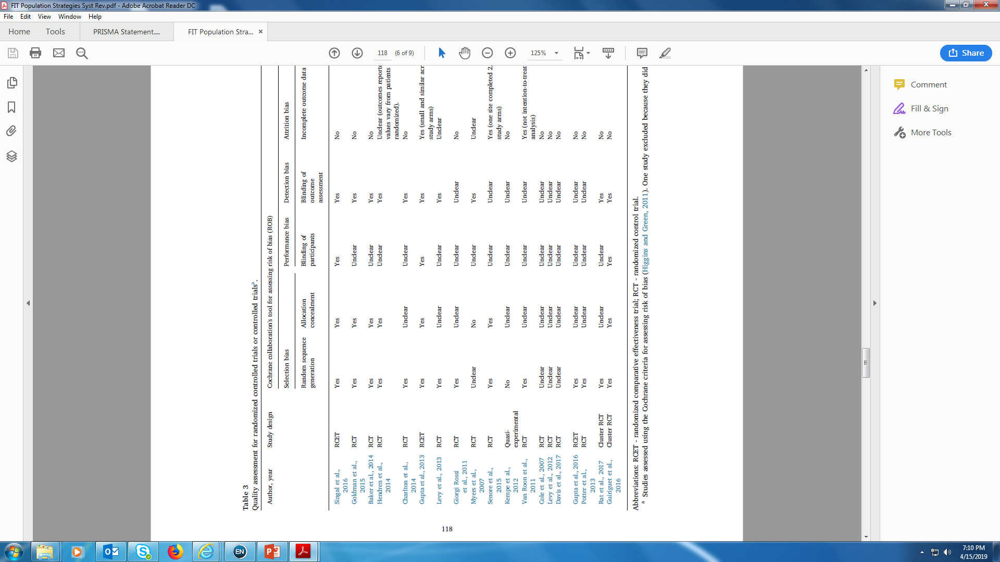 FIT Population Strategies Syst Rev.pdf - Adobe Acrobat Reader DC
File Edit View Window Help
Home Tools PRISMA Statement.... FIT Population Stra... ×
118 (6 of 9) 125% Share
Comment
Fill & Sign
More Tools
Table 3
Quality assessment for randomized controlled trials or controlled trialsᵃ.
Author, year Study design Cochrane collaboration's tool for assessing risk of bias (ROB)
Selection bias Performance bias Detection bias Attrition bias
Random sequence generation Allocation concealment Blinding of participants Blinding of outcome assessment Incomplete outcome data
Singal et al., 2016 RCET Yes Yes Yes Yes No
Goldman et al., 2015 RCT Yes Yes Unclear Yes No
Baker et al., 2014 RCT Yes Yes Unclear Yes No
Hendren et al., 2014 RCT Yes Yes Unclear Yes Unclear (outcomes reporte values vary from patients randomized).
Charlton et al., 2014 RCT Yes Unclear Unclear Yes No
Gupta et al., 2013 RCET Yes Yes Yes Yes Yes (small and similar acr study arms)
Levy et al., 2013 RCT Yes Unclear Unclear Yes Unclear
Giorgi Rossi et al., 2011 RCT Yes Unclear Unclear Unclear No
Myers et al., 2007 RCT Unclear No Unclear Yes Unclear
Senore et al., 2015 RCT Yes Yes Unclear Unclear Yes (one site completed 2, study arms)
Kempe et al., 2012 Quasi-experimental No Unclear Unclear Unclear No
Van Roon et al., 2011 RCT Yes Unclear Unclear Unclear Yes (not intention-to-treat analysis)
Cole et al., 2007 RCT Unclear Unclear Unclear Unclear No
Levy et al., 2012 RCT Unclear Unclear Unclear Unclear No
Davis et al., 2017 RCT Unclear Unclear Unclear Unclear No
Gupta et al., 2016 RCET Yes Unclear Unclear Unclear No
Potter et al., 2013 RCT Yes Unclear Unclear Unclear No
Rat et al., 2017 Cluster RCT Yes Unclear Unclear Yes No
Guiriguet et al., 2016 Cluster RCT Yes Yes Yes Yes No
Abbreviations: RCET - randomized comparative effectiveness trial; RCT - randomized control trial.
ᵃ Studies assessed using the Cochrane criteria for assessing risk of bias (Higgins and Green, 2011). One study excluded because they did
118
EN
7:10 PM
4/15/2019